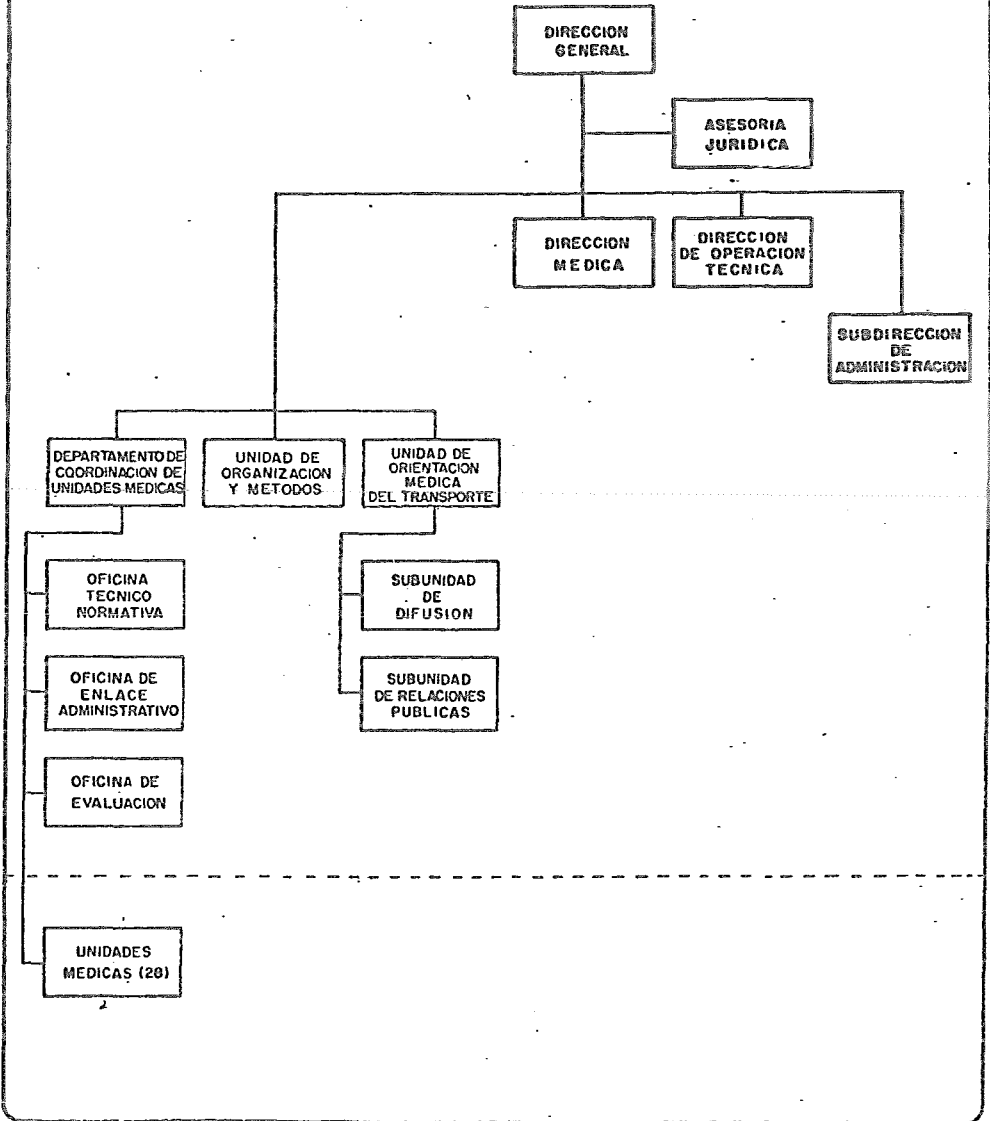 DIRECCION
GENERAL
ASESORIA
JURIDICA
DIRECCION
MEDICA
DIRECCION
DE OPERACION
TECNICA
SUBDIRECCION
DE
ADMINISTRACION
DEPARTAMENTO DE
COORDINACION DE
UNIDADES MEDICAS
UNIDAD DE
ORGANIZACION
Y METODOS
UNIDAD DE
ORIENTACION
MEDICA
DEL TRANSPORTE
OFICINA
TECNICO
NORMATIVA
SUBUNIDAD
DE
DIFUSION
OFICINA DE
ENLACE
ADMINISTRATIVO
SUBUNIDAD
DE RELACIONES
PUBLICAS
OFICINA DE
EVALUACION
UNIDADES
MEDICAS (28)